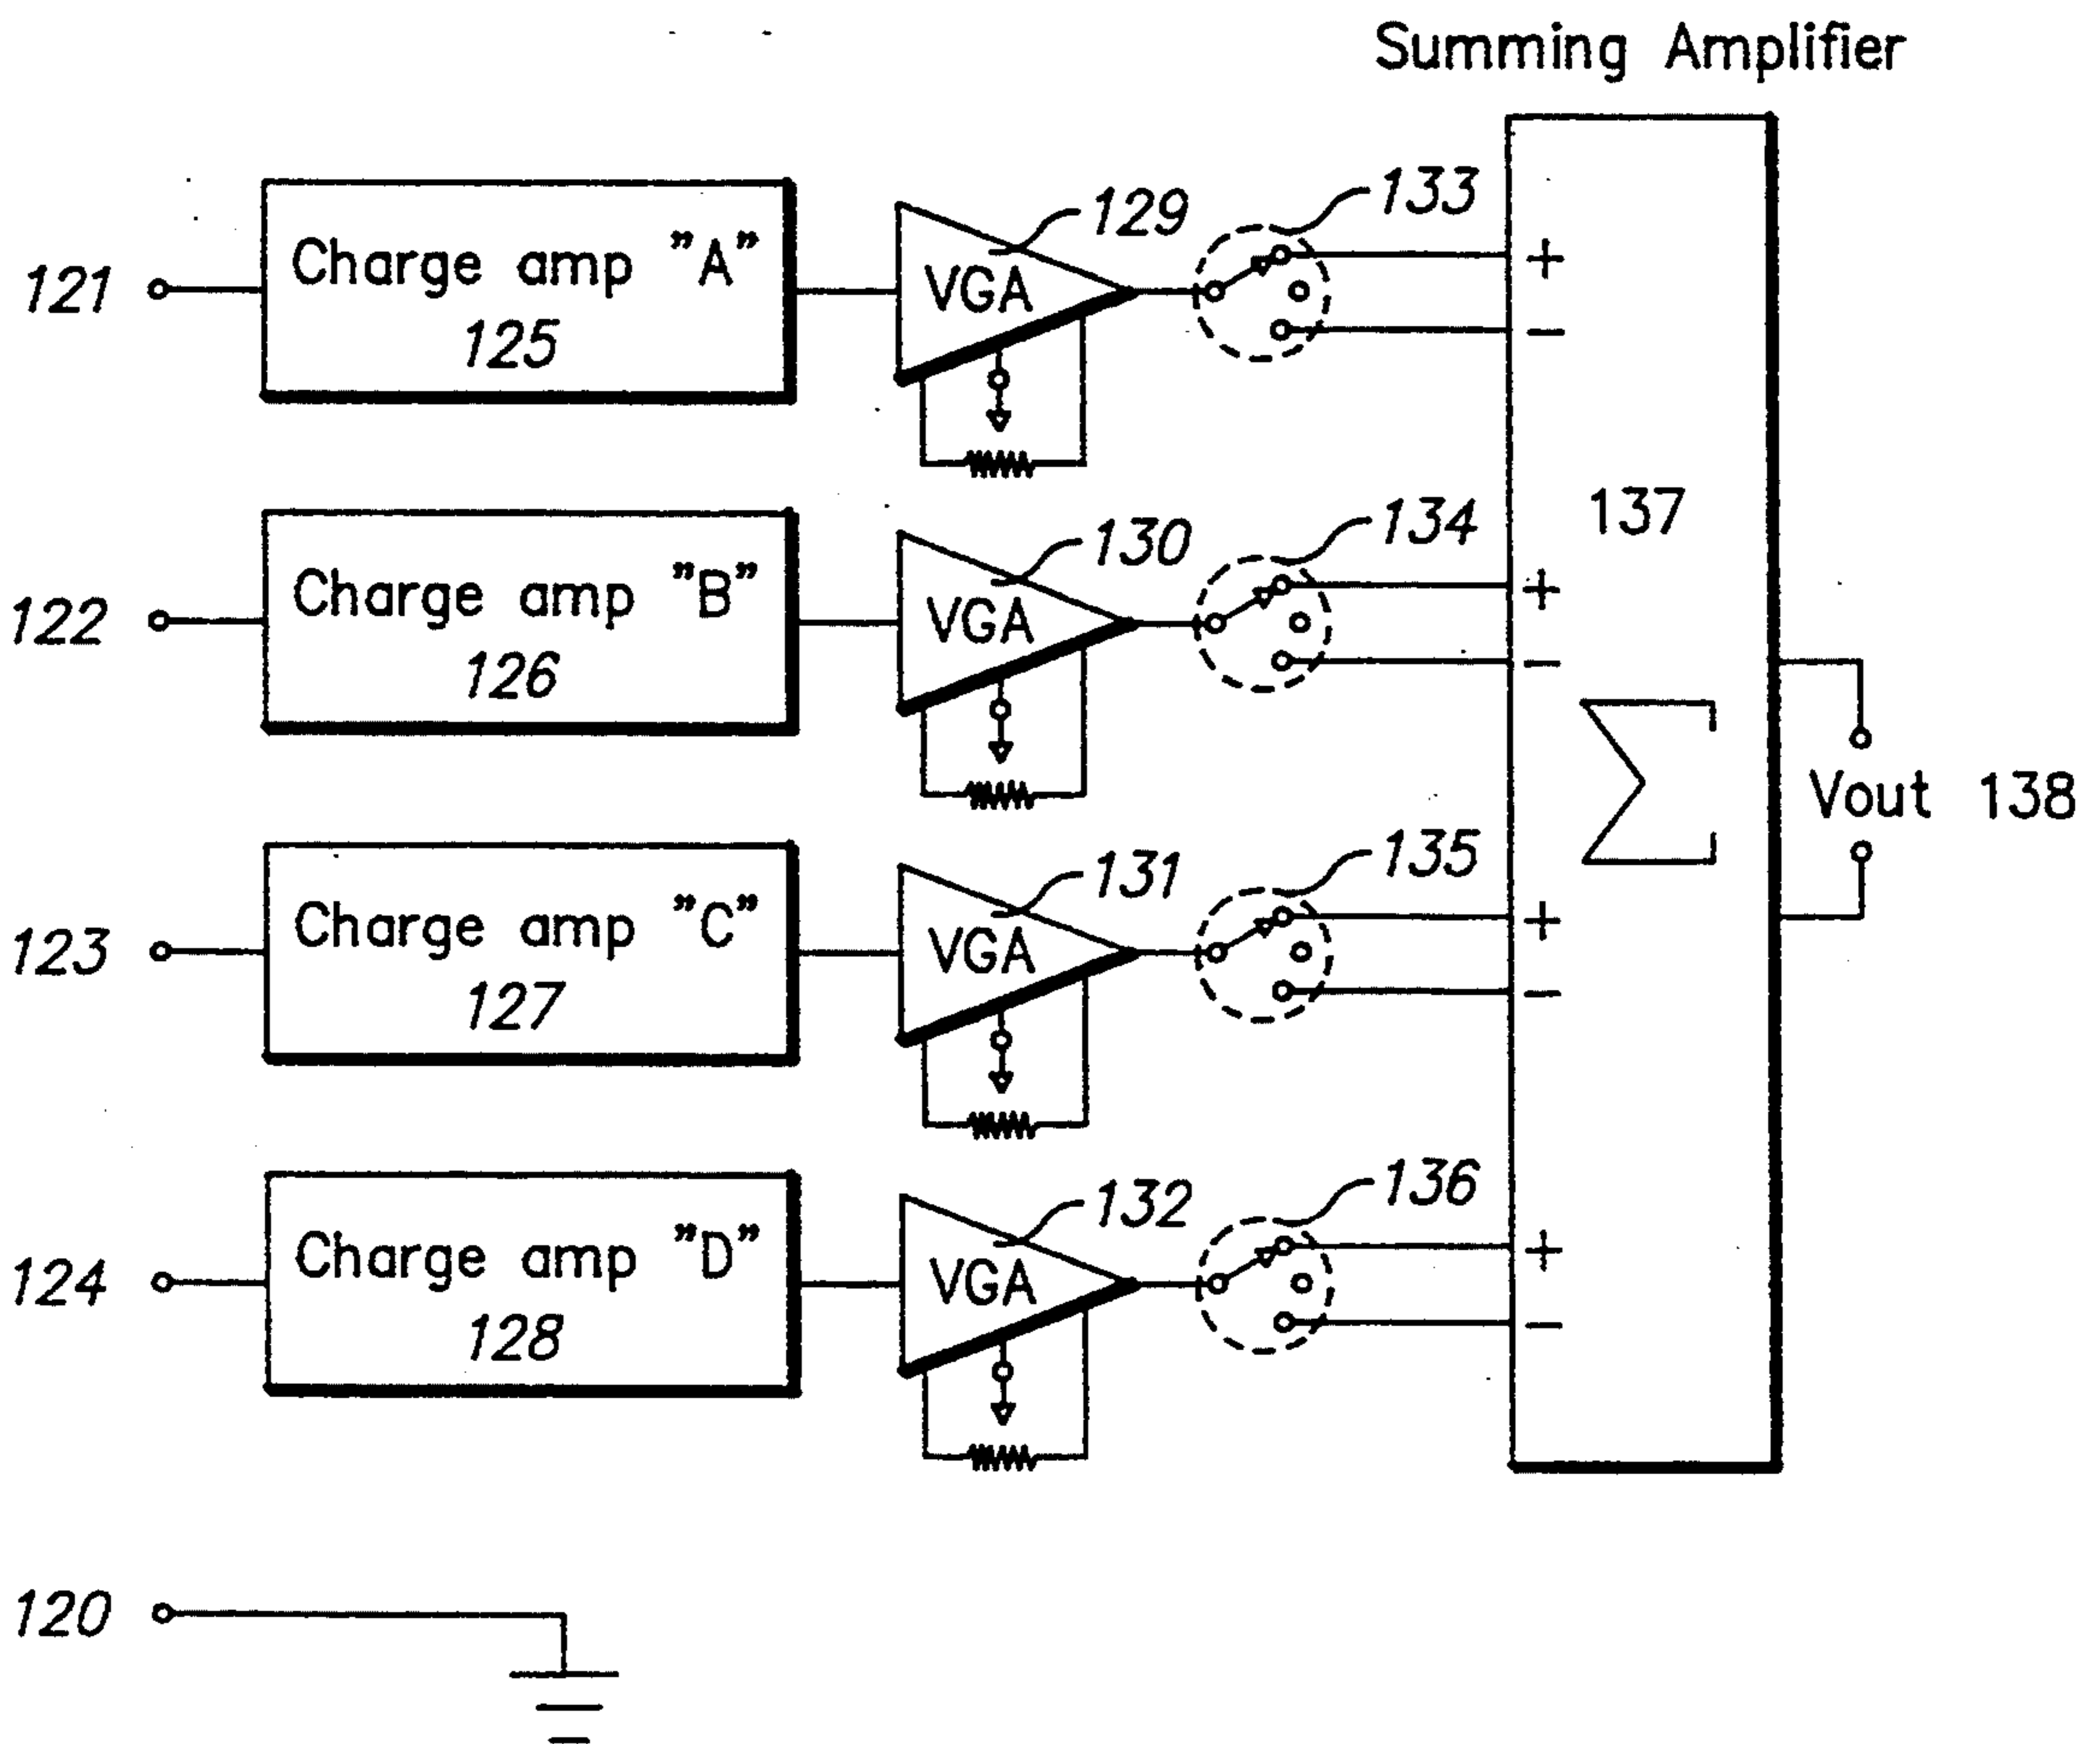 Summing Amplifier
121
Charge amp "A"
125
VGA
129
133
+
−
122
Charge amp "B"
126
VGA
130
134
137
+
−
Σ
Vout 138
123
Charge amp "C"
127
VGA
131
135
+
−
124
Charge amp "D"
128
VGA
132
136
+
−
120